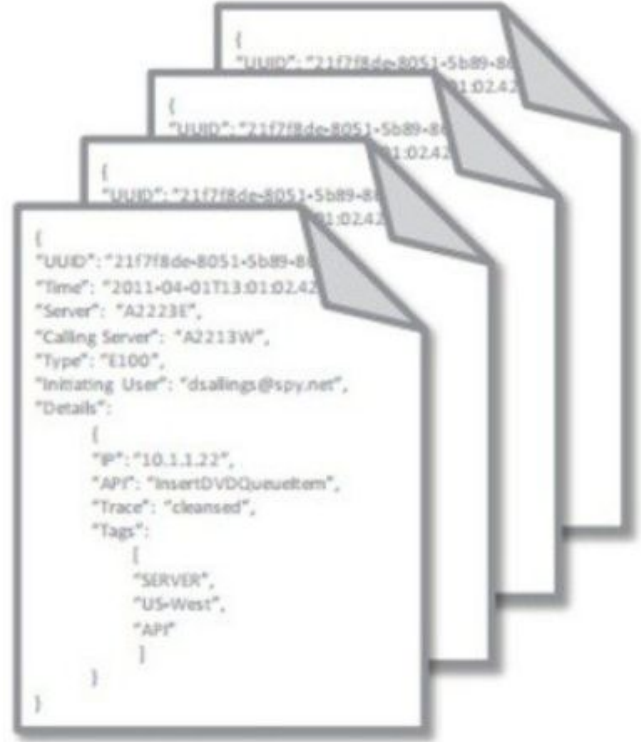 {
"UUID": "21f7f8de-8051-5b89-86
{
"UUID": "21f7f8de-8051-5b89-86
{
"UUID": "21f7f8de-8051-5b89-86
{
"UUID": "21f7f8de-8051-5b89-86
"Time": "2011-04-01T13:01:02.42
"Server": "A2223E",
"Calling Server": "A2213W",
"Type": "E100",
"Initiating User": "dsallings@spy.net",
"Details":
{
"IP": "10.1.1.22",
"API": "InsertDVDQueueItem",
"Trace": "cleansed",
"Tags":
[
"SERVER",
"US-West",
"API"
]
}
}